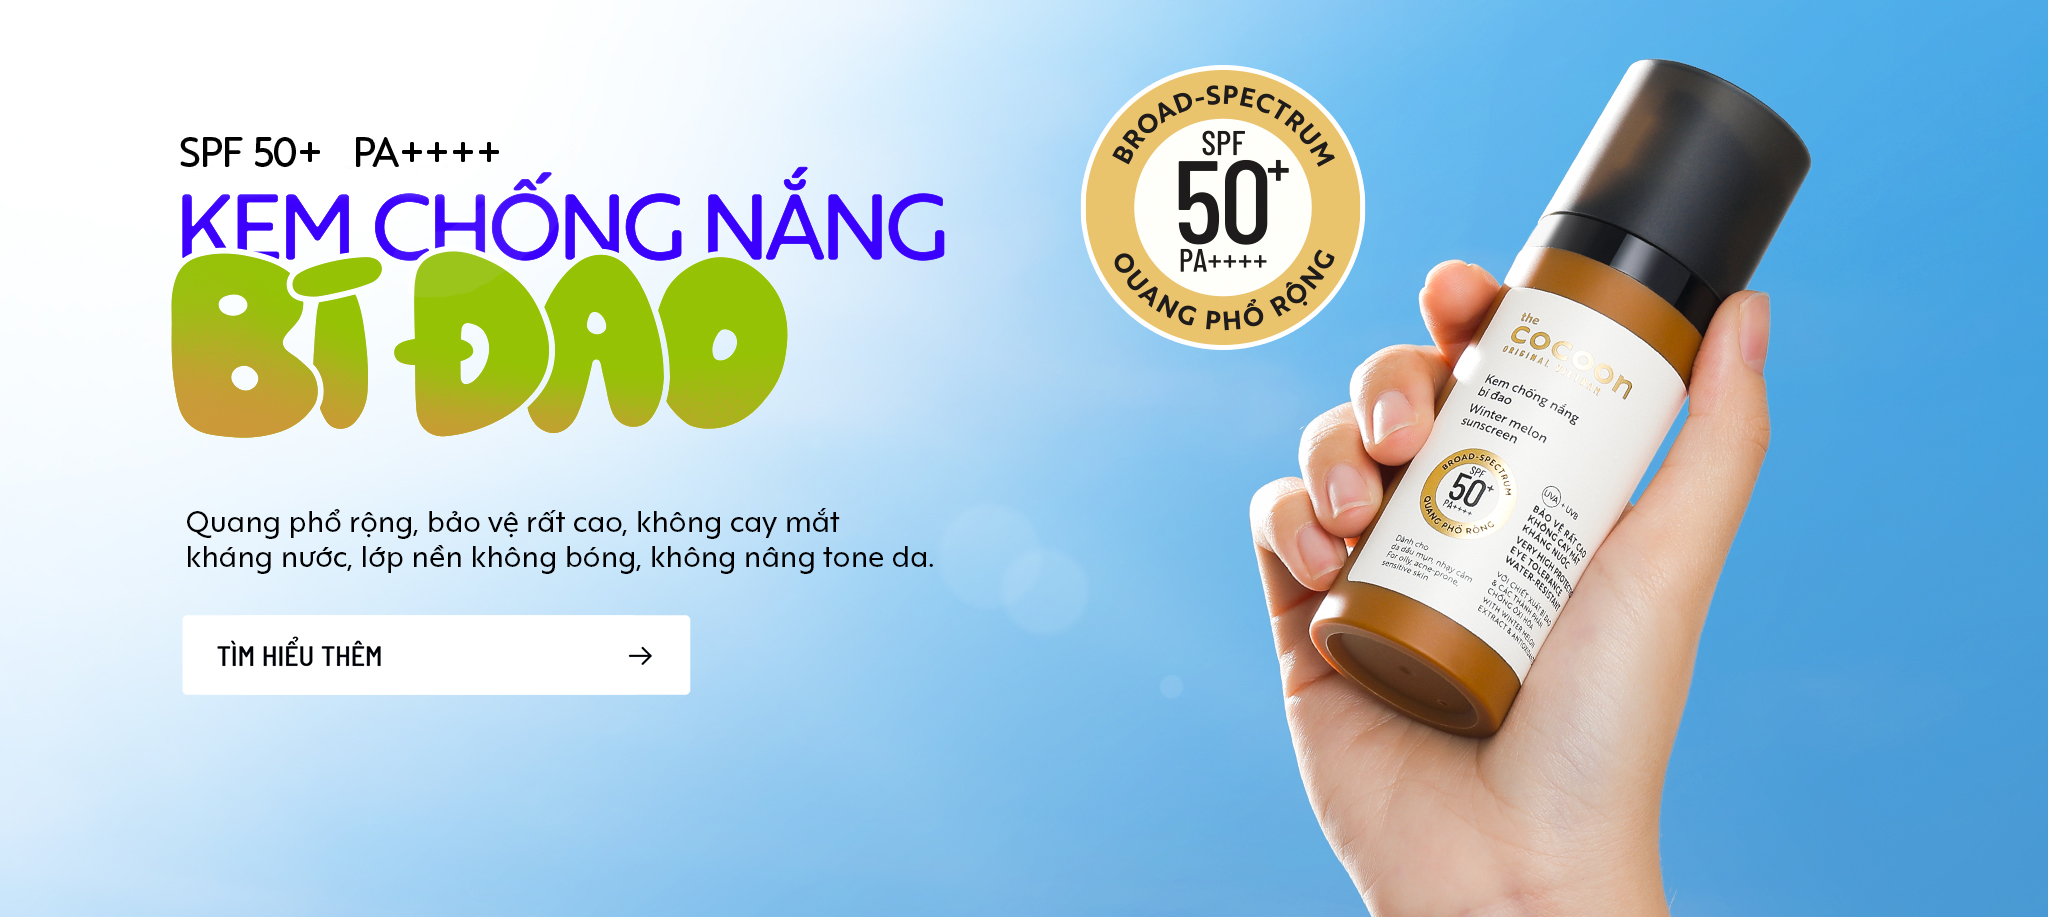 SPF 50+ PA++++
KEM CHỐNG NẮNG
BÍ ĐAO
Quang phổ rộng, bảo vệ rất cao, không cay mắt
kháng nước, lớp nền không bóng, không nâng tone da.
TÌM HIỂU THÊM →
BROAD-SPECTRUM
SPF
50+
PA++++
QUANG PHỔ RỘNG
the
cocoon
ORIGINAL VIETNAM
Kem chống nắng
bí đao
Winter melon
sunscreen
BROAD-SPECTRUM
SPF
50+
PA++++
QUANG PHỔ RỘNG
Dành cho
da dầu mụn, nhạy cảm
For oily, acne-prone,
sensitive skin
UVA + UVB
BẢO VỆ RẤT CAO
KHÔNG CAY MẮT
KHÁNG NƯỚC
VERY HIGH PROTECT
EYE TOLERANCE
WATER-RESISTANT
VỚI CHIẾT XUẤT BÍ ĐAO
& CÁC THÀNH PHẦN
CHỐNG ÔXI HÓA
WITH WINTER MELON
EXTRACT & ANTIOXIDA